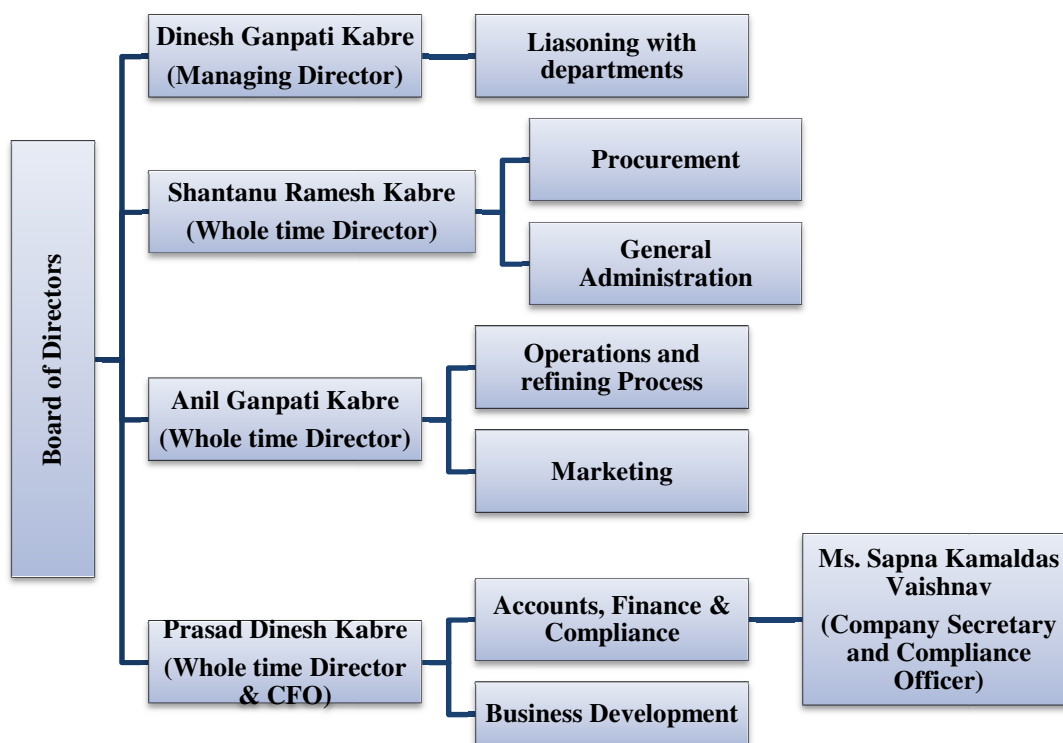 Board of Directors
Dinesh Ganpati Kabre
(Managing Director)
Liasoning with
departments
Shantanu Ramesh Kabre
(Whole time Director)
Procurement
General
Administration
Anil Ganpati Kabre
(Whole time Director)
Operations and
refining Process
Marketing
Prasad Dinesh Kabre
(Whole time Director
& CFO)
Accounts, Finance &
Compliance
Ms. Sapna Kamaldas
Vaishnav
(Company Secretary
and Compliance
Officer)
Business Development